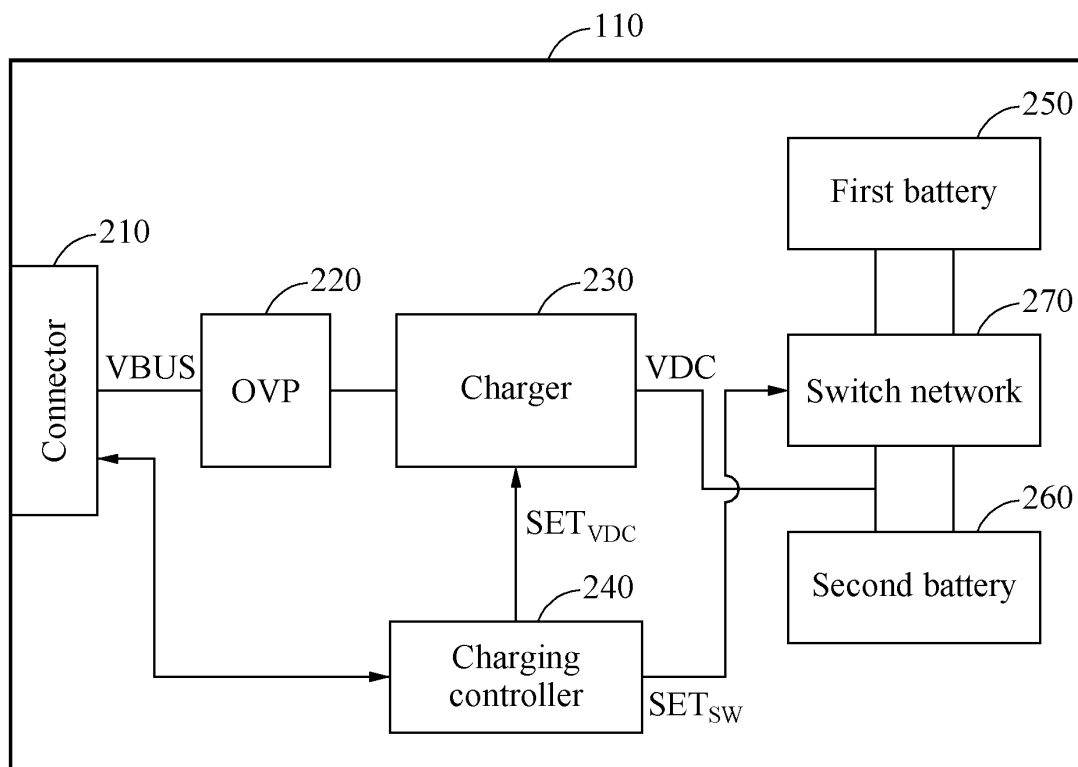 110
250
First battery
210
Connector
VBUS
220
OVP
230
Charger
VDC
270
Switch network
260
Second battery
SETVDC
240
Charging
controller
SETSW